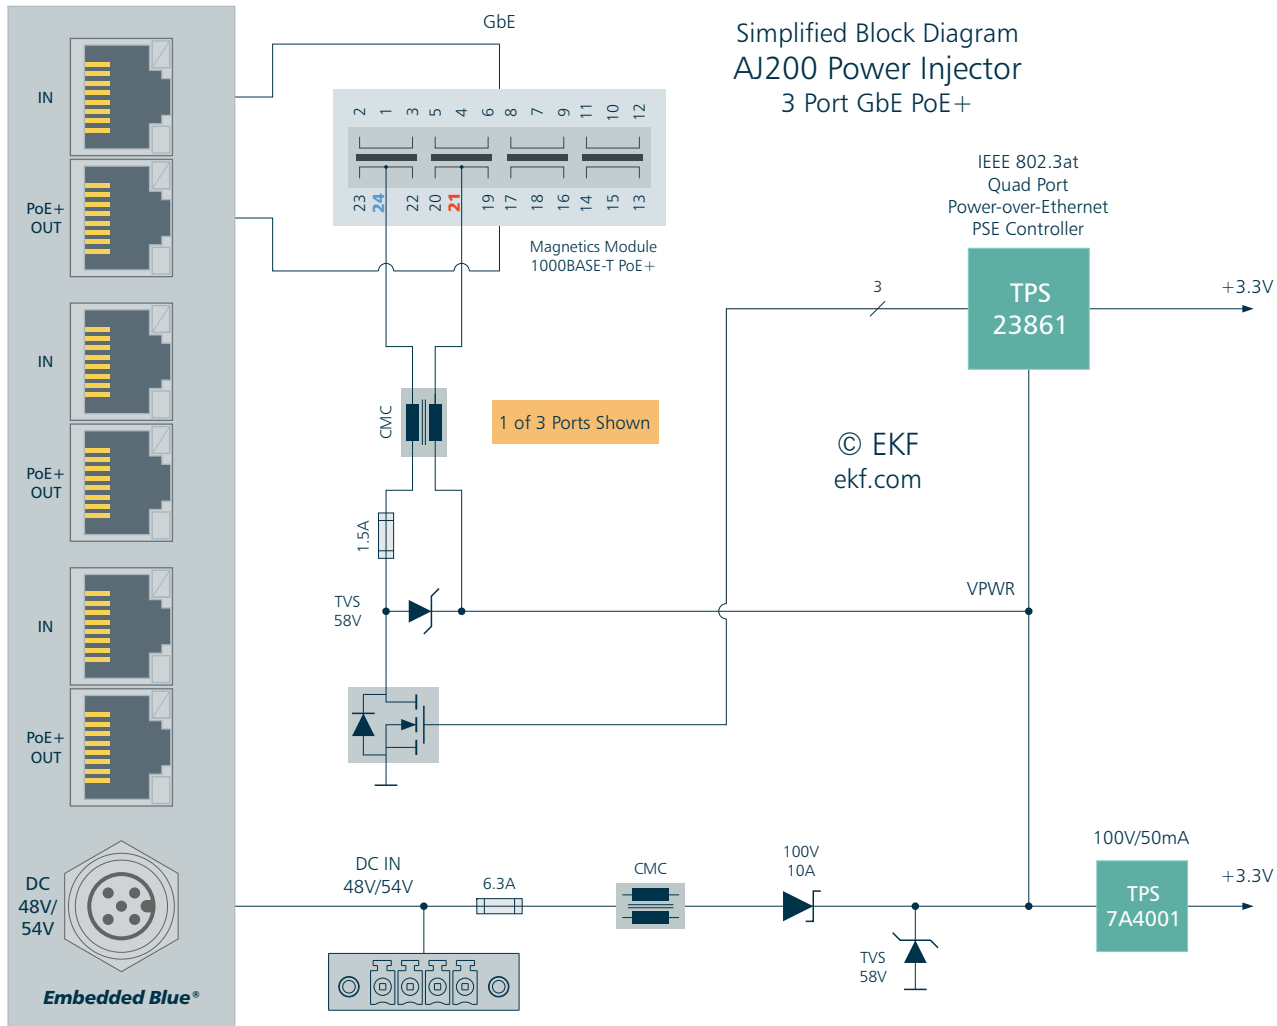 GbE
Simplified Block Diagram
AJ200 Power Injector
3 Port GbE PoE+
IN
PoE+
OUT
2 1 3 5 4 6 8 7 9 11 10 12
23 24 22 20 21 19 17 18 16 14 15 13
Magnetics Module
1000BASE-T PoE+
IEEE 802.3at
Quad Port
Power-over-Ethernet
PSE Controller
3
TPS
23861
+3.3V
IN
CMC
1 of 3 Ports Shown
© EKF
ekf.com
PoE+
OUT
1.5A
TVS
58V
VPWR
IN
PoE+
OUT
DC
48V/
54V
DC IN
48V/54V
6.3A
CMC
100V
10A
TVS
58V
100V/50mA
TPS
7A4001
+3.3V
Embedded Blue®